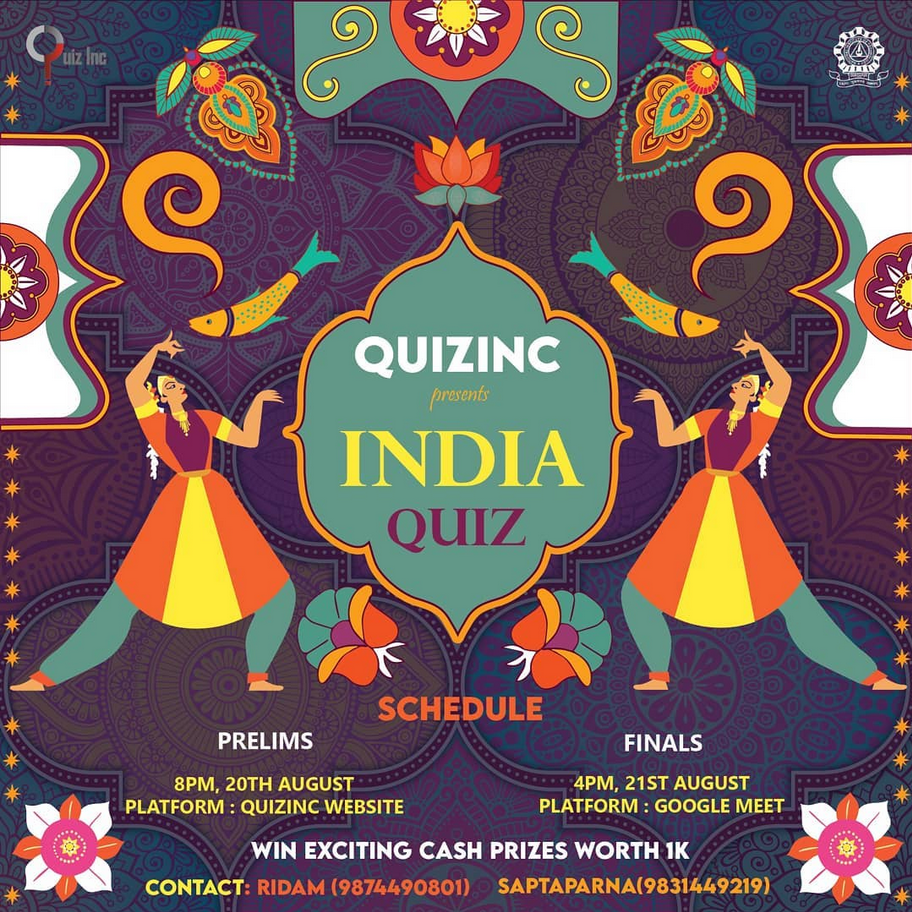 Quiz Inc
QUIZINC
presents
INDIA
QUIZ
SCHEDULE
PRELIMS
8PM, 20TH AUGUST
PLATFORM : QUIZINC WEBSITE
FINALS
4PM, 21ST AUGUST
PLATFORM : GOOGLE MEET
WIN EXCITING CASH PRIZES WORTH 1K
CONTACT: RIDAM (9874490801) SAPTAPARNA(9831449219)